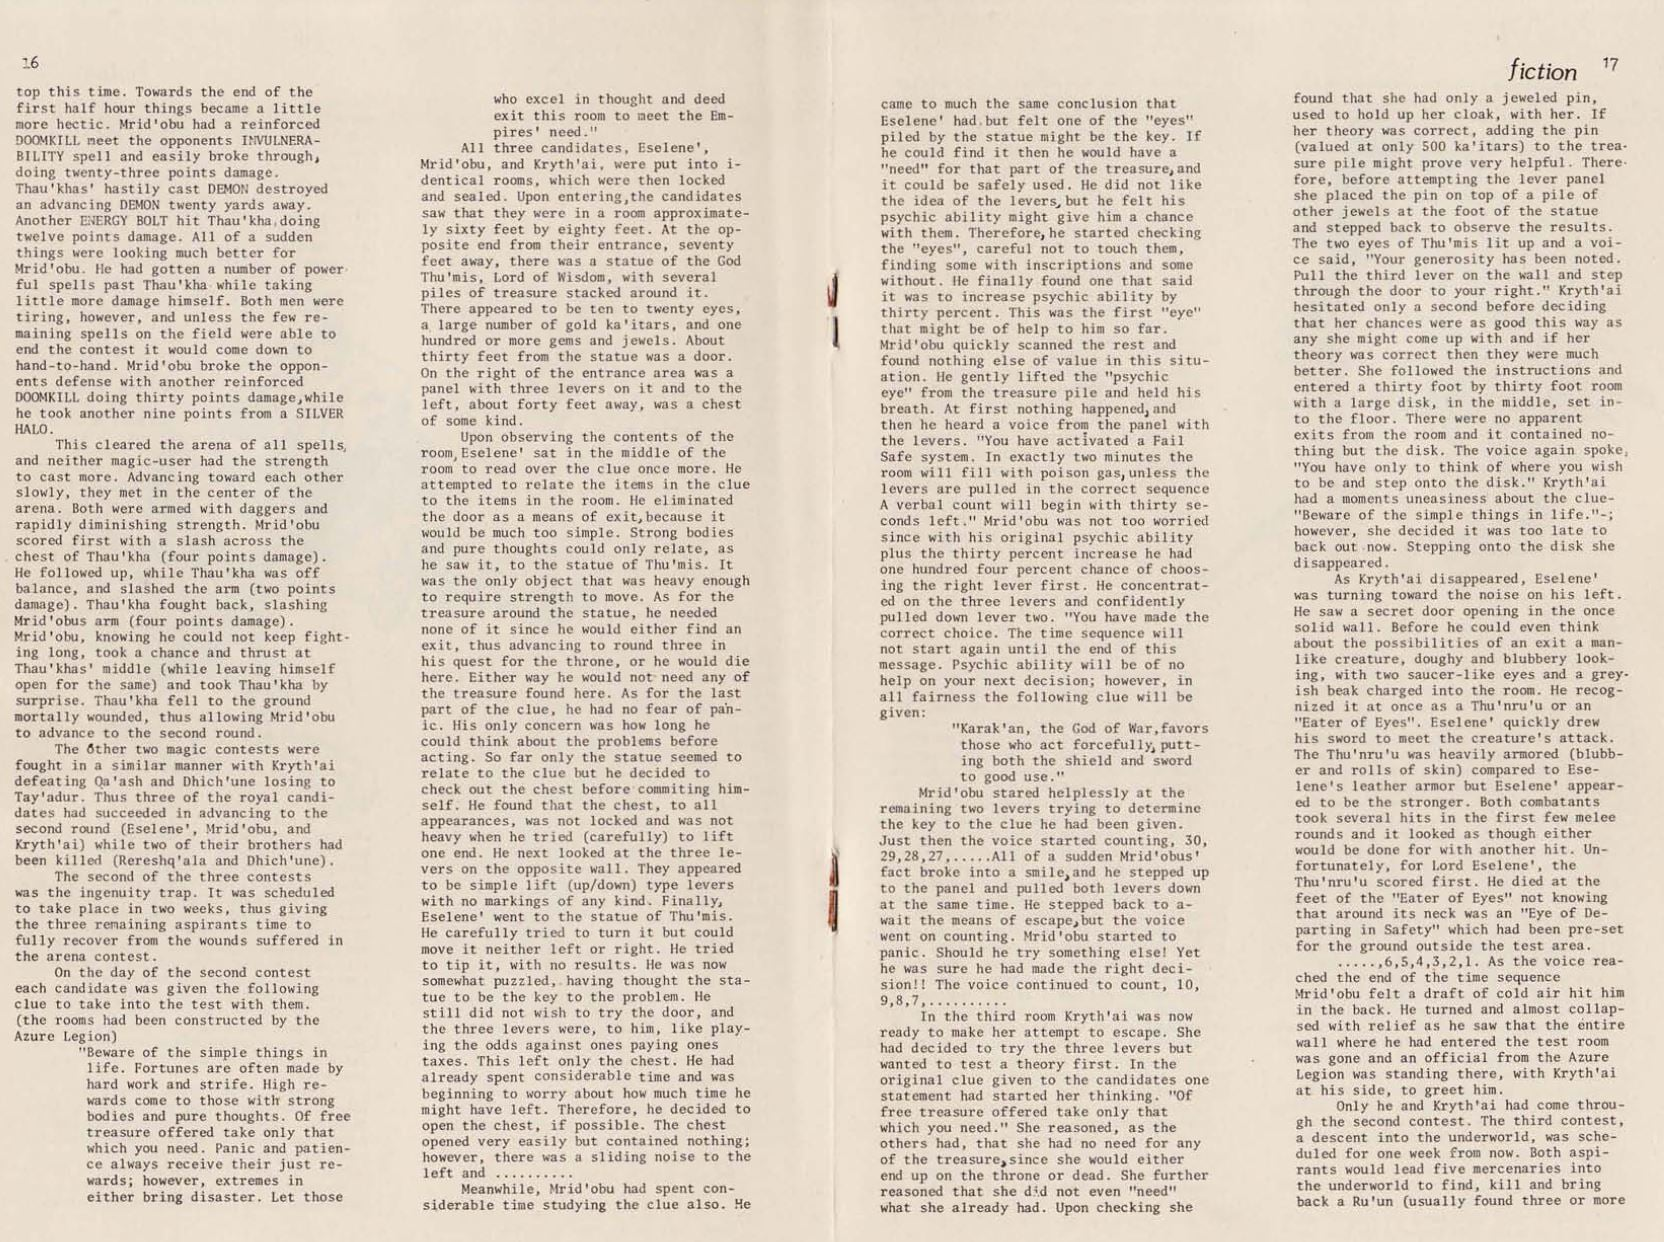 16
top this time. Towards the end of the
first half hour things became a little
more hectic. Mrid'obu had a reinforced
DOOMKILL meet the opponents INVULNERA-
BILITY spell and easily broke through,
doing twenty-three points damage.
Thau'khas' hastily cast DEMON destroyed
an advancing DEMON twenty yards away.
Another ENERGY BOLT hit Thau'kha,doing
twelve points damage. All of a sudden
things were looking much better for
Mrid'obu. He had gotten a number of power-
ful spells past Thau'kha while taking
little more damage himself. Both men were
tiring, however, and unless the few re-
maining spells on the field were able to
end the contest it would come down to
hand-to-hand. Mrid'obu broke the oppon-
ents defense with another reinforced
DOOMKILL doing thirty points damage,while
he took another nine points from a SILVER
HALO.
This cleared the arena of all spells,
and neither magic-user had the strength
to cast more. Advancing toward each other
slowly, they met in the center of the
arena. Both were armed with daggers and
rapidly diminishing strength. Mrid'obu
scored first with a slash across the
chest of Thau'kha (four points damage).
He followed up, while Thau'kha was off
balance, and slashed the arm (two points
damage). Thau'kha fought back, slashing
Mrid'obus arm (four points damage).
Mrid'obu, knowing he could not keep fight-
ing long, took a chance and thrust at
Thau'khas' middle (while leaving himself
open for the same) and took Thau'kha by
surprise. Thau'kha fell to the ground
mortally wounded, thus allowing Mrid'obu
to advance to the second round.
The other two magic contests were
fought in a similar manner with Kryth'ai
defeating Qa'ash and Dhich'une losing to
Tay'adur. Thus three of the royal candi-
dates had succeeded in advancing to the
second round (Eselene', Mrid'obu, and
Kryth'ai) while two of their brothers had
been killed (Rereshq'ala and Dhich'une).
The second of the three contests
was the ingenuity trap. It was scheduled
to take place in two weeks, thus giving
the three remaining aspirants time to
fully recover from the wounds suffered in
the arena contest.
On the day of the second contest
each candidate was given the following
clue to take into the test with them.
(the rooms had been constructed by the
Azure Legion)
"Beware of the simple things in
life. Fortunes are often made by
hard work and strife. High re-
wards come to those with strong
bodies and pure thoughts. Of free
treasure offered take only that
which you need. Panic and patien-
ce always receive their just re-
wards; however, extremes in
either bring disaster. Let those
who excel in thought and deed
exit this room to meet the Em-
pires' need."
All three candidates, Eselene',
Mrid'obu, and Kryth'ai, were put into i-
dentical rooms, which were then locked
and sealed. Upon entering,the candidates
saw that they were in a room approximate-
ly sixty feet by eighty feet. At the op-
posite end from their entrance, seventy
feet away, there was a statue of the God
Thu'mis, Lord of Wisdom, with several
piles of treasure stacked around it.
There appeared to be ten to twenty eyes,
a large number of gold ka'itars, and one
hundred or more gems and jewels. About
thirty feet from the statue was a door.
On the right of the entrance area was a
panel with three levers on it and to the
left, about forty feet away, was a chest
of some kind.
Upon observing the contents of the
room,Eselene' sat in the middle of the
room to read over the clue once more. He
attempted to relate the items in the clue
to the items in the room. He eliminated
the door as a means of exit,because it
would be much too simple. Strong bodies
and pure thoughts could only relate, as
he saw it, to the statue of Thu'mis. It
was the only object that was heavy enough
to require strength to move. As for the
treasure around the statue, he needed
none of it since he would either find an
exit, thus advancing to round three in
his quest for the throne, or he would die
here. Either way he would not need any of
the treasure found here. As for the last
part of the clue, he had no fear of pan-
ic. His only concern was how long he
could think about the problems before
acting. So far only the statue seemed to
relate to the clue but he decided to
check out the chest before commiting him-
self. He found that the chest, to all
appearances, was not locked and was not
heavy when he tried (carefully) to lift
one end. He next looked at the three le-
vers on the opposite wall. They appeared
to be simple lift (up/down) type levers
with no markings of any kind. Finally,
Eselene' went to the statue of Thu'mis.
He carefully tried to turn it but could
move it neither left or right. He tried
to tip it, with no results. He was now
somewhat puzzled, having thought the sta-
tue to be the key to the problem. He
still did not wish to try the door, and
the three levers were, to him, like play-
ing the odds against ones paying ones
taxes. This left only the chest. He had
already spent considerable time and was
beginning to worry about how much time he
might have left. Therefore, he decided to
open the chest, if possible. The chest
opened very easily but contained nothing;
however, there was a sliding noise to the
left and ..........
Meanwhile, Mrid'obu had spent con-
siderable time studying the clue also. He
came to much the same conclusion that
Eselene' had but felt one of the "eyes"
piled by the statue might be the key. If
he could find it then he would have a
"need" for that part of the treasure,and
it could be safely used. He did not like
the idea of the levers,but he felt his
psychic ability might give him a chance
with them. Therefore,he started checking
the "eyes", careful not to touch them,
finding some with inscriptions and some
without. He finally found one that said
it was to increase psychic ability by
thirty percent. This was the first "eye"
that might be of help to him so far.
Mrid'obu quickly scanned the rest and
found nothing else of value in this situ-
ation. He gently lifted the "psychic
eye" from the treasure pile and held his
breath. At first nothing happened,and
then he heard a voice from the panel with
the levers. "You have activated a Fail
Safe system. In exactly two minutes the
room will fill with poison gas,unless the
levers are pulled in the correct sequence
A verbal count will begin with thirty se-
conds left." Mrid'obu was not too worried
since with his original psychic ability
plus the thirty percent increase he had
one hundred four percent chance of choos-
ing the right lever first. He concentrat-
ed on the three levers and confidently
pulled down lever two. "You have made the
correct choice. The time sequence will
not start again until the end of this
message. Psychic ability will be of no
help on your next decision; however, in
all fairness the following clue will be
given:
"Karak'an, the God of War,favors
those who act forcefully, putt-
ing both the shield and sword
to good use."
Mrid'obu stared helplessly at the
remaining two levers trying to determine
the key to the clue he had been given.
Just then the voice started counting, 30,
29,28,27,.....All of a sudden Mrid'obus'
fact broke into a smile,and he stepped up
to the panel and pulled both levers down
at the same time. He stepped back to a-
wait the means of escape,but the voice
went on counting. Mrid'obu started to
panic. Should he try something else! Yet
he was sure he had made the right deci-
sion!! The voice continued to count, 10,
9,8,7,..........
In the third room Kryth'ai was now
ready to make her attempt to escape. She
had decided to try the three levers but
wanted to test a theory first. In the
original clue given to the candidates one
statement had started her thinking. "Of
free treasure offered take only that
which you need." She reasoned, as the
others had, that she had no need for any
of the treasure,since she would either
end up on the throne or dead. She further
reasoned that she did not even "need"
what she already had. Upon checking she
fiction 17
found that she had only a jeweled pin,
used to hold up her cloak, with her. If
her theory was correct, adding the pin
(valued at only 500 ka'itars) to the trea-
sure pile might prove very helpful. There-
fore, before attempting the lever panel
she placed the pin on top of a pile of
other jewels at the foot of the statue
and stepped back to observe the results.
The two eyes of Thu'mis lit up and a voi-
ce said, "Your generosity has been noted.
Pull the third lever on the wall and step
through the door to your right." Kryth'ai
hesitated only a second before deciding
that her chances were as good this way as
any she might come up with and if her
theory was correct then they were much
better. She followed the instructions and
entered a thirty foot by thirty foot room
with a large disk, in the middle, set in-
to the floor. There were no apparent
exits from the room and it contained no-
thing but the disk. The voice again spoke,
"You have only to think of where you wish
to be and step onto the disk." Kryth'ai
had a moments uneasiness about the clue-
"Beware of the simple things in life."-;
however, she decided it was too late to
back out now. Stepping onto the disk she
disappeared.
As Kryth'ai disappeared, Eselene'
was turning toward the noise on his left.
He saw a secret door opening in the once
solid wall. Before he could even think
about the possibilities of an exit a man-
like creature, doughy and blubbery look-
ing, with two saucer-like eyes and a grey-
ish beak charged into the room. He recog-
nized it at once as a Thu'nru'u or an
"Eater of Eyes". Eselene' quickly drew
his sword to meet the creature's attack.
The Thu'nru'u was heavily armored (blubb-
er and rolls of skin) compared to Ese-
lene's leather armor but Eselene' appear-
ed to be the stronger. Both combatants
took several hits in the first few melee
rounds and it looked as though either
would be done for with another hit. Un-
fortunately, for Lord Eselene', the
Thu'nru'u scored first. He died at the
feet of the "Eater of Eyes" not knowing
that around its neck was an "Eye of De-
parting in Safety" which had been pre-set
for the ground outside the test area.
.....,6,5,4,3,2,1. As the voice rea-
ched the end of the time sequence
Mrid'obu felt a draft of cold air hit him
in the back. He turned and almost collap-
sed with relief as he saw that the entire
wall where he had entered the test room
was gone and an official from the Azure
Legion was standing there, with Kryth'ai
at his side, to greet him.
Only he and Kryth'ai had come throu-
gh the second contest. The third contest,
a descent into the underworld, was sche-
duled for one week from now. Both aspi-
rants would lead five mercenaries into
the underworld to find, kill and bring
back a Ru'un (usually found three or more